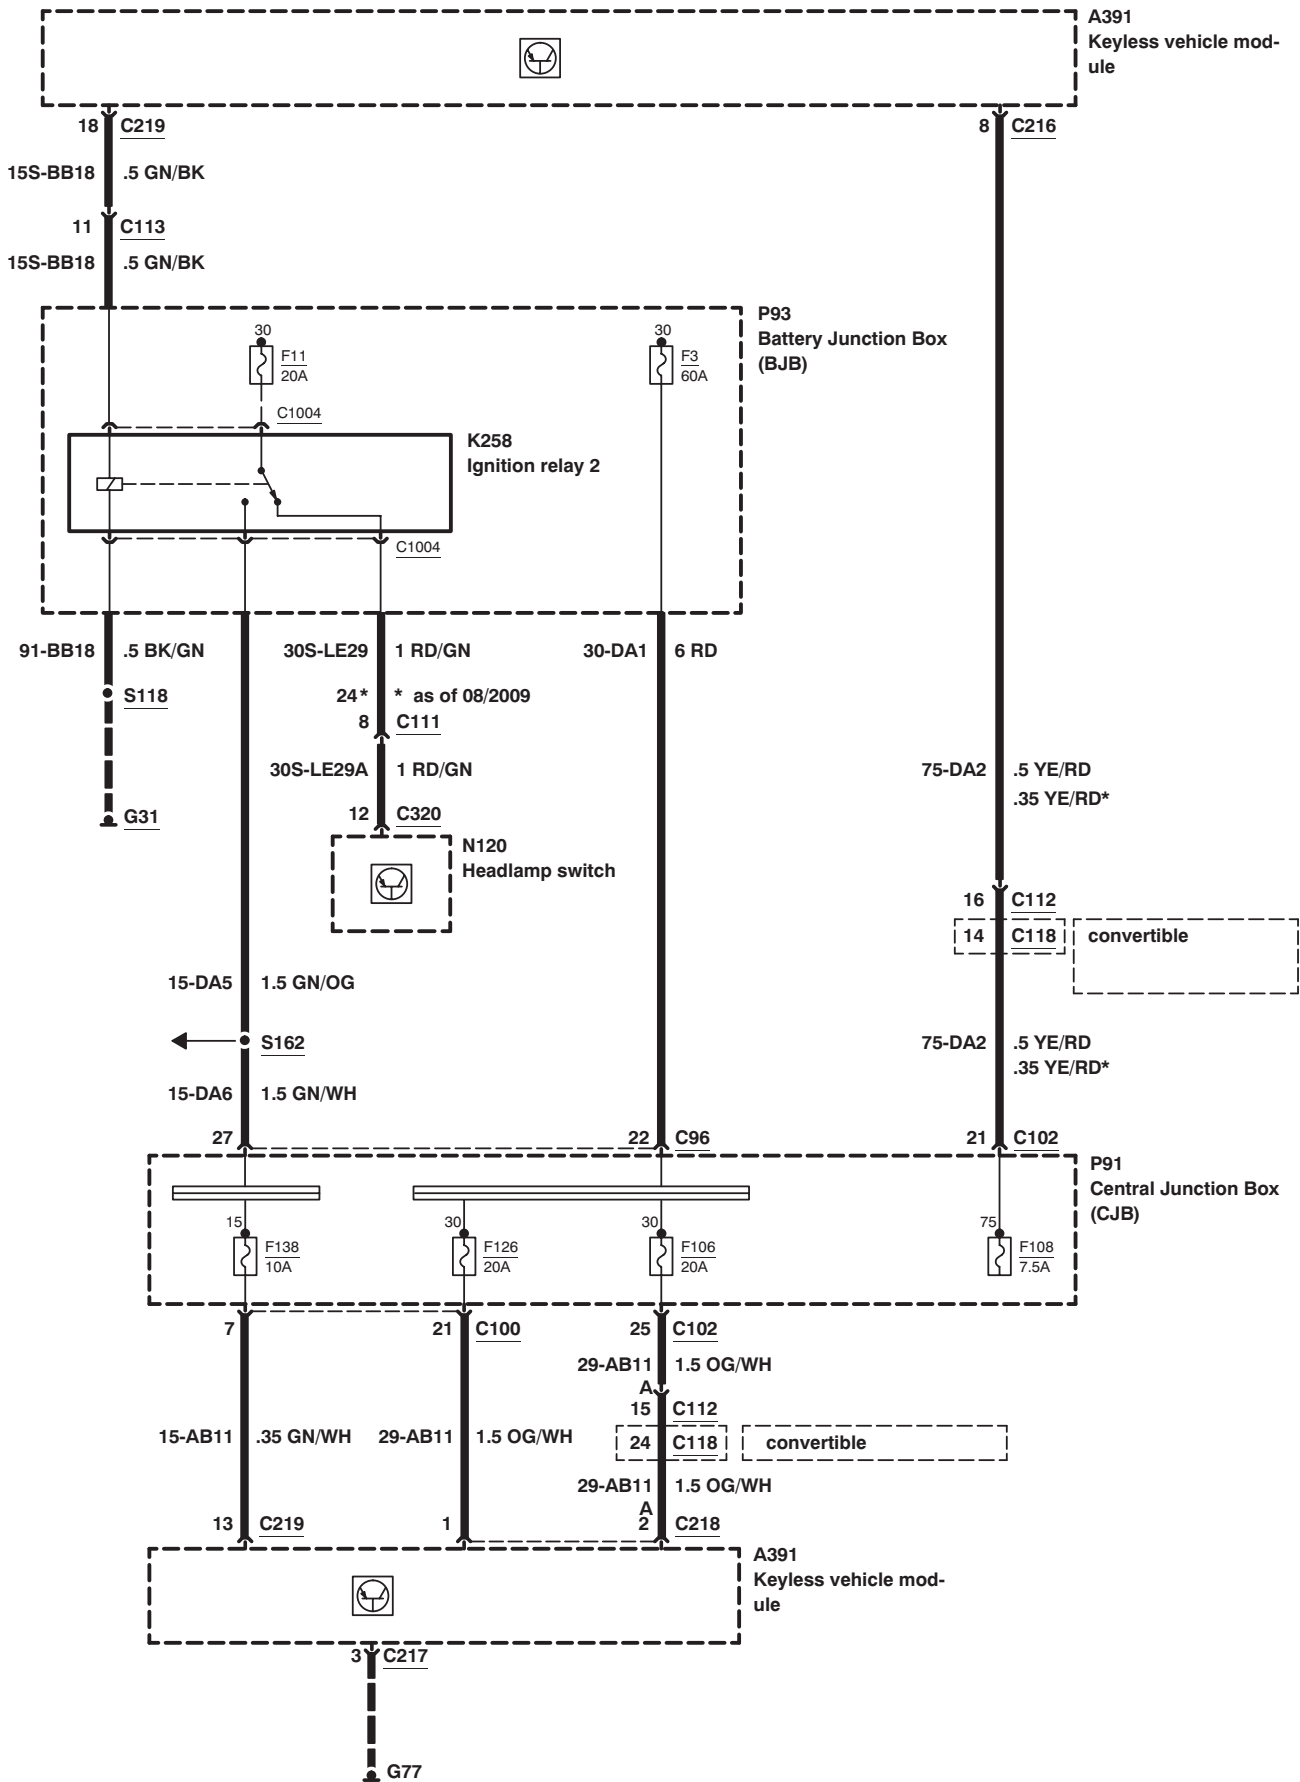 A391
Keyless vehicle mod-
ule
18 C219
8 C216
15S-BB18 .5 GN/BK
11 C113
15S-BB18 .5 GN/BK
P93
Battery Junction Box
(BJB)
30
F11
20A
30
F3
60A
C1004
K258
Ignition relay 2
C1004
91-BB18 .5 BK/GN
30S-LE29 1 RD/GN
30-DA1 6 RD
S118
24* * as of 08/2009
8 C111
30S-LE29A 1 RD/GN
75-DA2 .5 YE/RD
.35 YE/RD*
G31
12 C320
N120
Headlamp switch
16 C112
14 C118 convertible
15-DA5 1.5 GN/OG
S162
75-DA2 .5 YE/RD
.35 YE/RD*
15-DA6 1.5 GN/WH
27
22 C96
21 C102
P91
Central Junction Box
(CJB)
15
F138
10A
30
F126
20A
30
F106
20A
75
F108
7.5A
7
21 C100
25 C102
29-AB11 1.5 OG/WH
A
15 C112
15-AB11 .35 GN/WH
29-AB11 1.5 OG/WH
24 C118 convertible
29-AB11 1.5 OG/WH
A
13 C219
1
2 C218
A391
Keyless vehicle mod-
ule
3 C217
G77